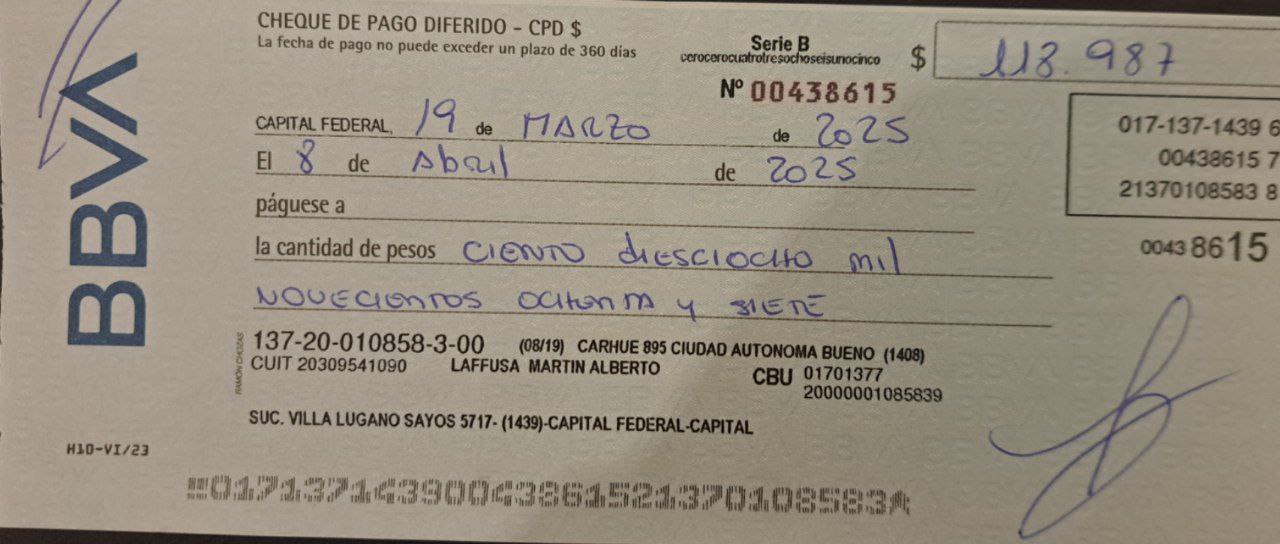 BBVA
CHEQUE DE PAGO DIFERIDO - CPD $
La fecha de pago no puede exceder un plazo de 360 días
Serie B
cerocerocuatrotresochoseisunocinco
Nº 00438615
$ 118.987
017-137-1439 6
00438615 7
21370108583 8
0043 8615
CAPITAL FEDERAL, 19 de MARZO de 2025
El 8 de Abril de 2025
páguese a
la cantidad de pesos CIENTO diesciocho mil
NOVECIENTOS OCHENTA y SIETE
137-20-010858-3-00 (08/19) CARHUE 895 CIUDAD AUTONOMA BUENO (1408)
CUIT 20309541090 LAFFUSA MARTIN ALBERTO CBU 01701377
20000001085839
SUC. VILLA LUGANO SAYOS 5717- (1439)-CAPITAL FEDERAL-CAPITAL
RAMÓN CHOZAS
H10-VI/23
01713714390043861521370108583